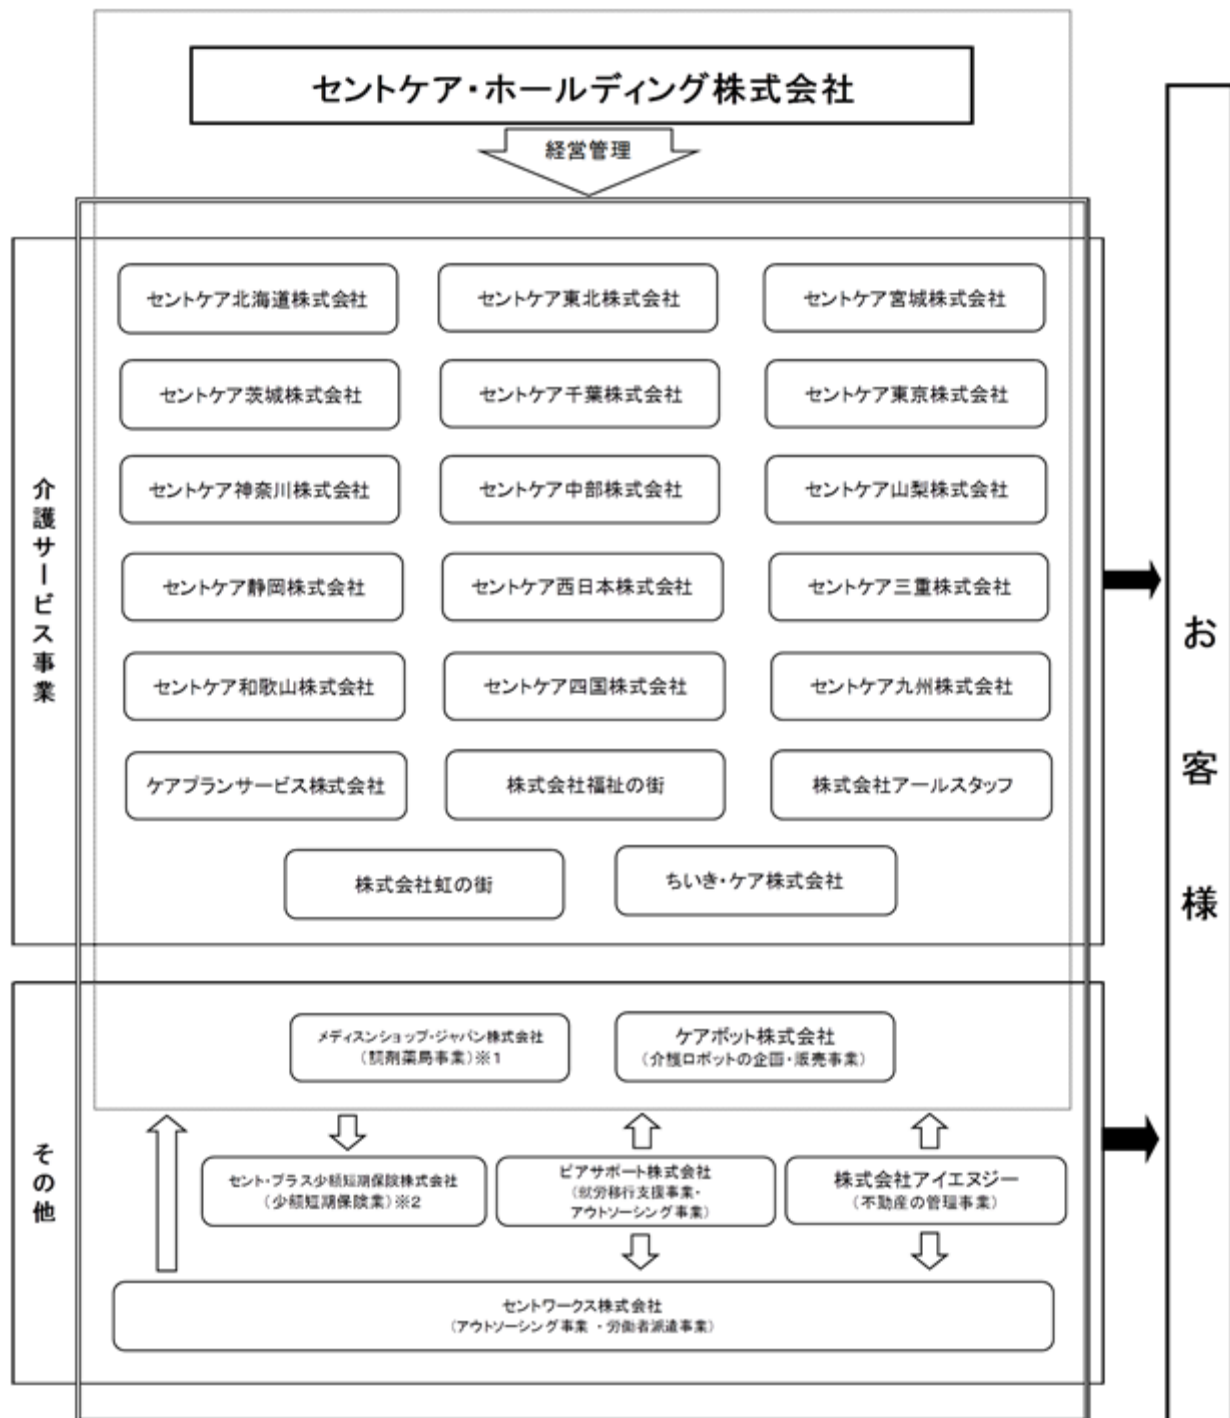 セントケア・ホールディング株式会社
経営管理
介護サービス事業
セントケア北海道株式会社
セントケア東北株式会社
セントケア宮城株式会社
セントケア茨城株式会社
セントケア千葉株式会社
セントケア東京株式会社
セントケア神奈川株式会社
セントケア中部株式会社
セントケア山梨株式会社
セントケア静岡株式会社
セントケア西日本株式会社
セントケア三重株式会社
セントケア和歌山株式会社
セントケア四国株式会社
セントケア九州株式会社
ケアプランサービス株式会社
株式会社福祉の街
株式会社アールスタッフ
株式会社虹の街
ちいき・ケア株式会社
その他
メディスンショップ・ジャパン株式会社
（調剤薬局事業）※1
ケアボット株式会社
（介護ロボットの企画・販売事業）
セント・プラス少額短期保険株式会社
（少額短期保険業）※2
ピアサポート株式会社
（就労移行支援事業・
アウトソーシング事業）
株式会社アイエヌジー
（不動産の管理事業）
セントワークス株式会社
（アウトソーシング事業 ・労働者派遣事業）
お客様